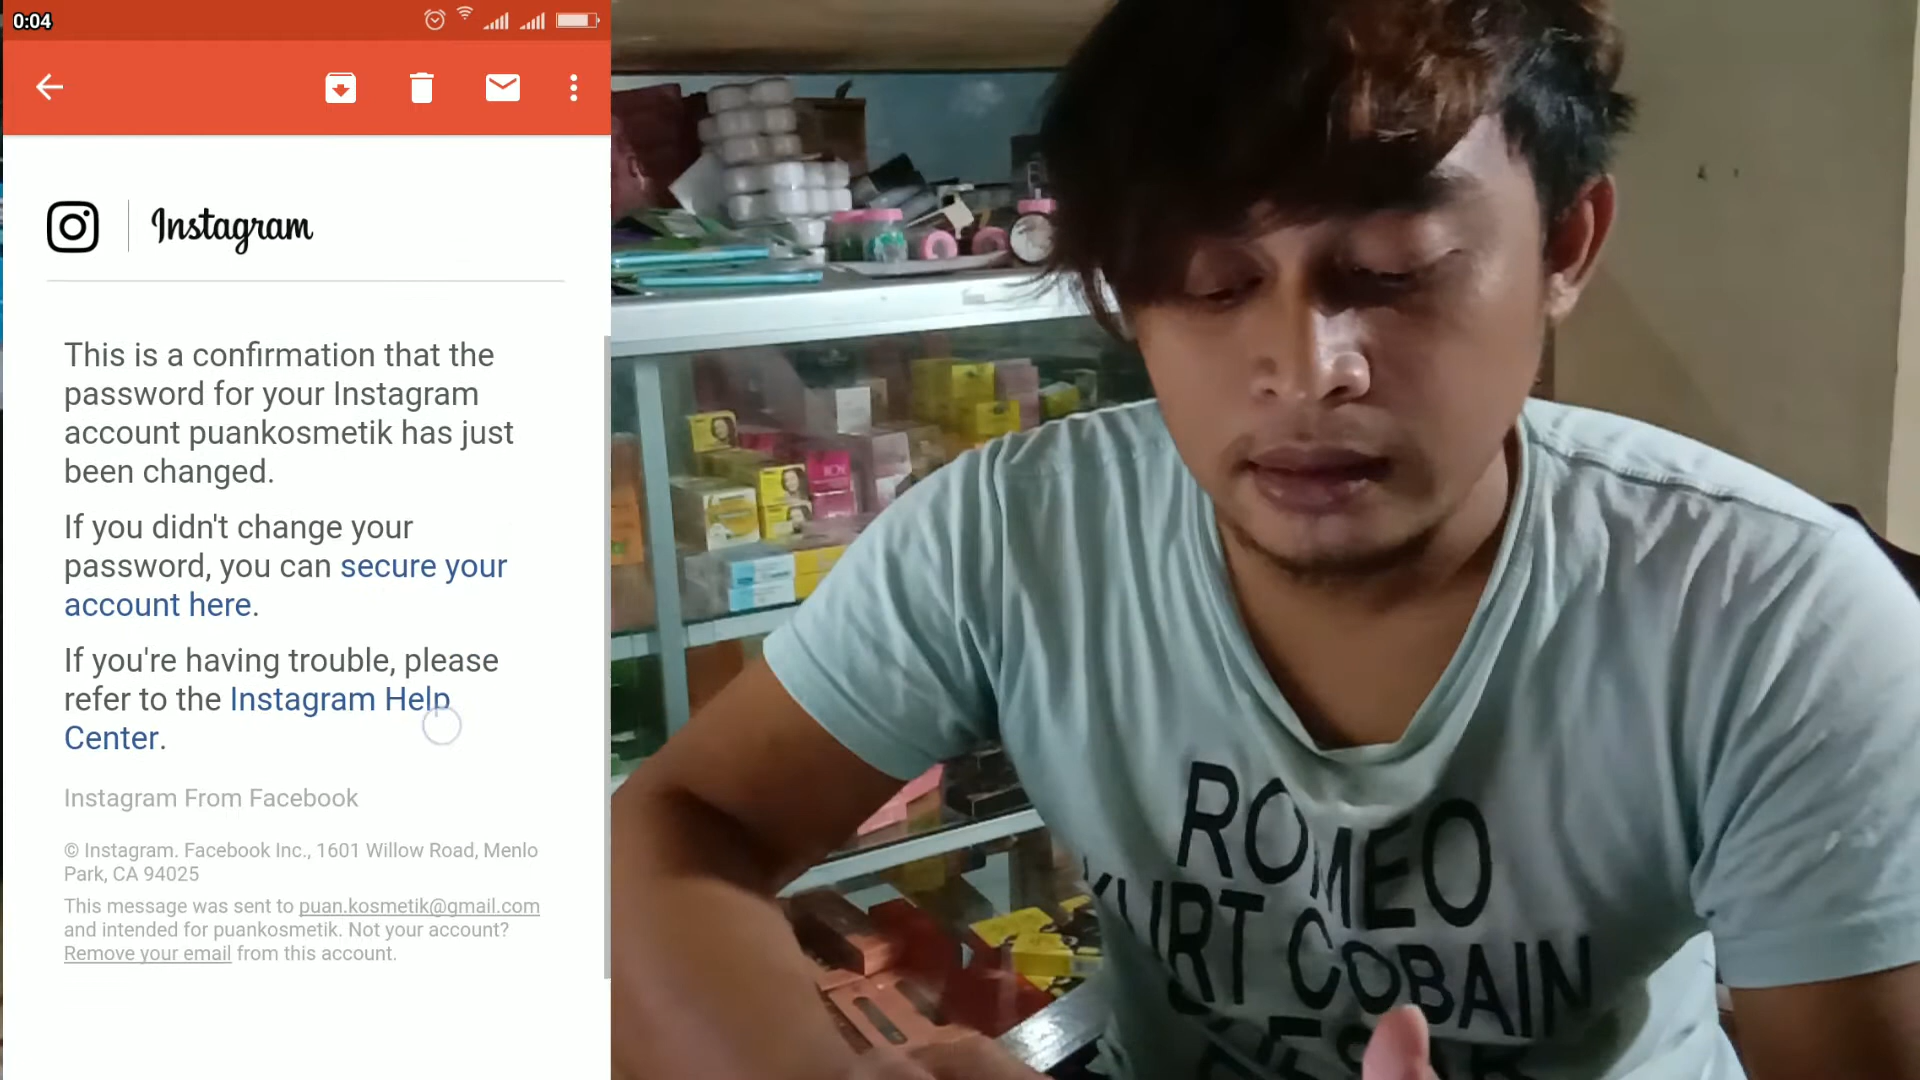 0:04
Instagram
This is a confirmation that the
password for your Instagram
account puankosmetik has just
been changed.
If you didn't change your
password, you can secure your
account here.
If you're having trouble, please
refer to the Instagram Help
Center.
Instagram From Facebook
© Instagram. Facebook Inc., 1601 Willow Road, Menlo
Park, CA 94025
This message was sent to puan.kosmetik@gmail.com
and intended for puankosmetik. Not your account?
Remove your email from this account.
ROMEO
KURT COBAIN